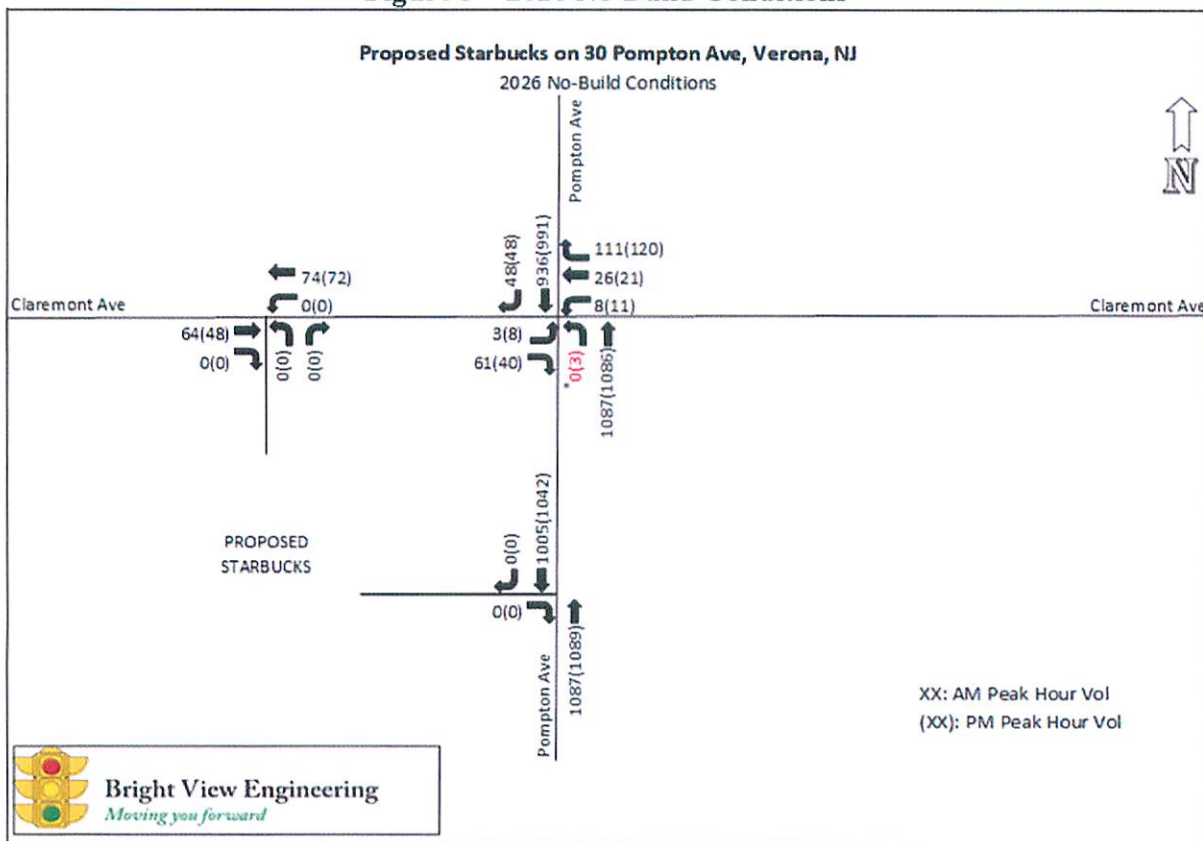 Proposed Starbucks on 30 Pompton Ave, Verona, NJ
2026 No-Build Conditions
Pompton Ave
N
48(48)
936(991)
111(120)
74(72)
26(21)
Claremont Ave
0(0)
8(11)
Claremont Ave
64(48)
3(8)
0(0)
0(0)
0(0)
61(40)
*0(3)
1087(1086)
PROPOSED
STARBUCKS
0(0)
1005(1042)
0(0)
Pompton Ave
1087(1089)
XX: AM Peak Hour Vol
(XX): PM Peak Hour Vol
Bright View Engineering
Moving you forward